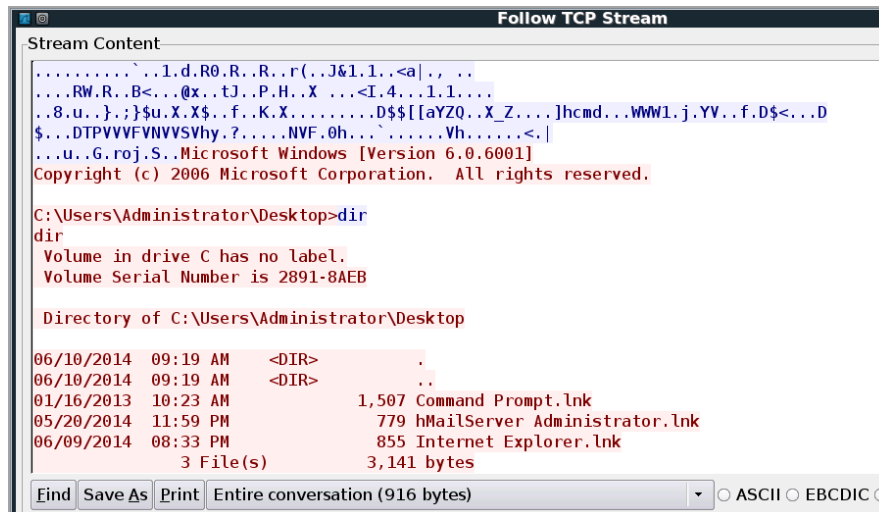 Follow TCP Stream
Stream Content
..........`..1.d.R0.R..R..r(..J&1.1..<a|., ..
....RW.R..B<...@x..tJ..P.H..X ...<I.4...1.1....
..8.u..}.;}$u.X.X$..f..K.X.........D$$[[aYZQ..X_Z....]hcmd...WWW1.j.YV..f.D$<...D
$...DTPVVVFVNVVSVhy.?.....NVF.0h...`......Vh......<.|
...u..G.roj.S..Microsoft Windows [Version 6.0.6001]
Copyright (c) 2006 Microsoft Corporation.  All rights reserved.
C:\Users\Administrator\Desktop>dir
dir
 Volume in drive C has no label.
 Volume Serial Number is 2891-8AEB
 Directory of C:\Users\Administrator\Desktop
06/10/2014  09:19 AM    <DIR>          .
06/10/2014  09:19 AM    <DIR>          ..
01/16/2013  10:23 AM             1,507 Command Prompt.lnk
05/20/2014  11:59 PM               779 hMailServer Administrator.lnk
06/09/2014  08:33 PM               855 Internet Explorer.lnk
               3 File(s)          3,141 bytes
Find Save As Print Entire conversation (916 bytes) ASCII EBCDIC